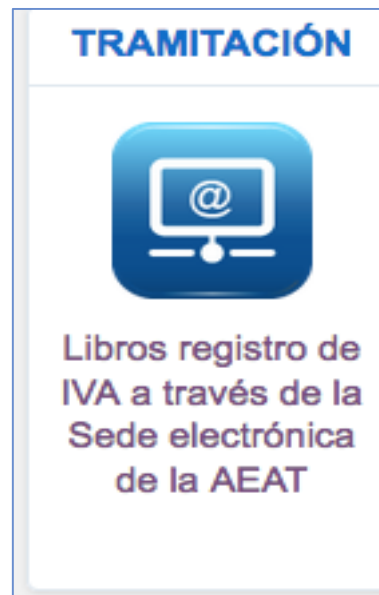 TRAMITACIÓN
@
Libros registro de
IVA a través de la
Sede electrónica
de la AEAT